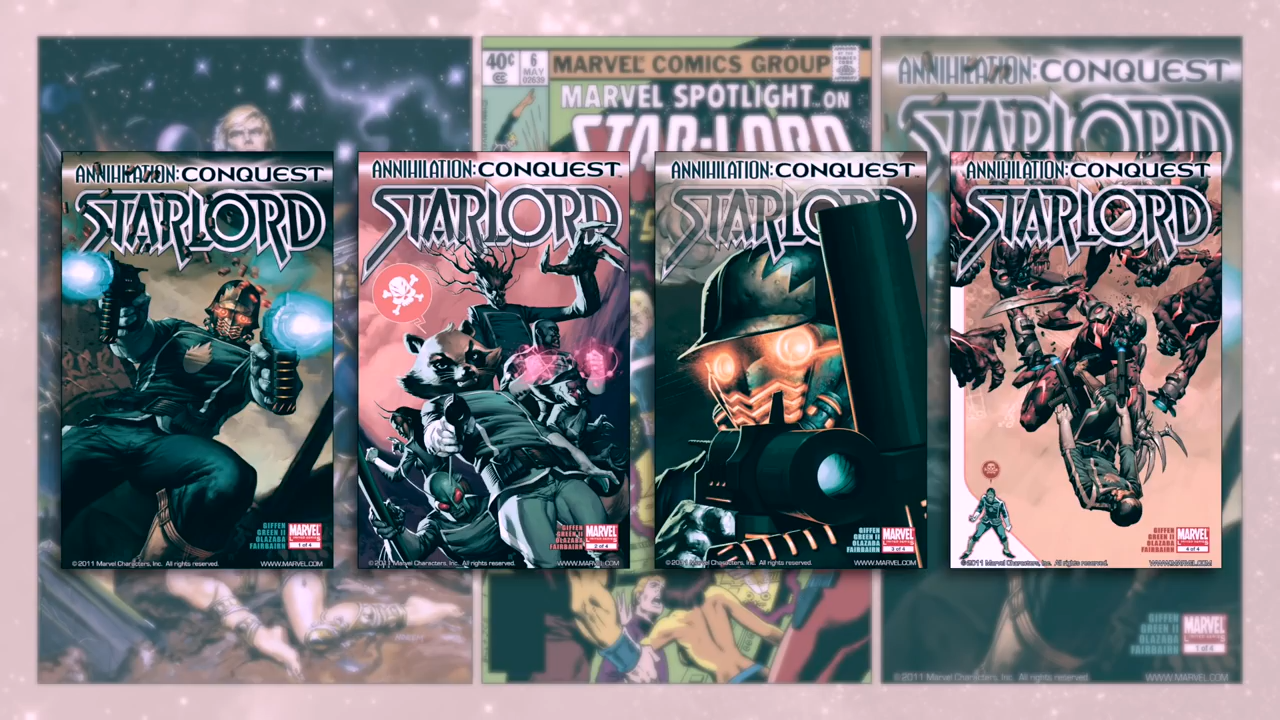 40¢
6
MAY
02639
MARVEL COMICS GROUP
MARVEL SPOTLIGHT ON
STAR-LORD
ANNIHILATION: CONQUEST
STARLORD
ANNIHILATION: CONQUEST
STARLORD
GIFFEN
GREEN II
OLAZABA
FAIRBAIRN
MARVEL
1 of 4
© 2011 Marvel Characters, Inc. All rights reserved.
WWW.MARVEL.COM
ANNIHILATION: CONQUEST
STARLORD
GIFFEN
GREEN II
OLAZABA
FAIRBAIRN
MARVEL
2 of 4
© 2011 Marvel Characters, Inc. All rights reserved.
WWW.MARVEL.COM
ANNIHILATION: CONQUEST
STARLORD
GIFFEN
GREEN II
OLAZABA
FAIRBAIRN
MARVEL
3 of 4
© 2011 Marvel Characters, Inc. All rights reserved.
WWW.MARVEL.COM
ANNIHILATION: CONQUEST
STARLORD
GIFFEN
GREEN II
OLAZABA
FAIRBAIRN
MARVEL
4 of 4
© 2011 Marvel Characters, Inc. All rights reserved.
WWW.MARVEL.COM
GIFFEN
GREEN II
OLAZABA
FAIRBAIRN
MARVEL
1 of 4
© 2011 Marvel Characters, Inc. All rights reserved.
WWW.MARVEL.COM